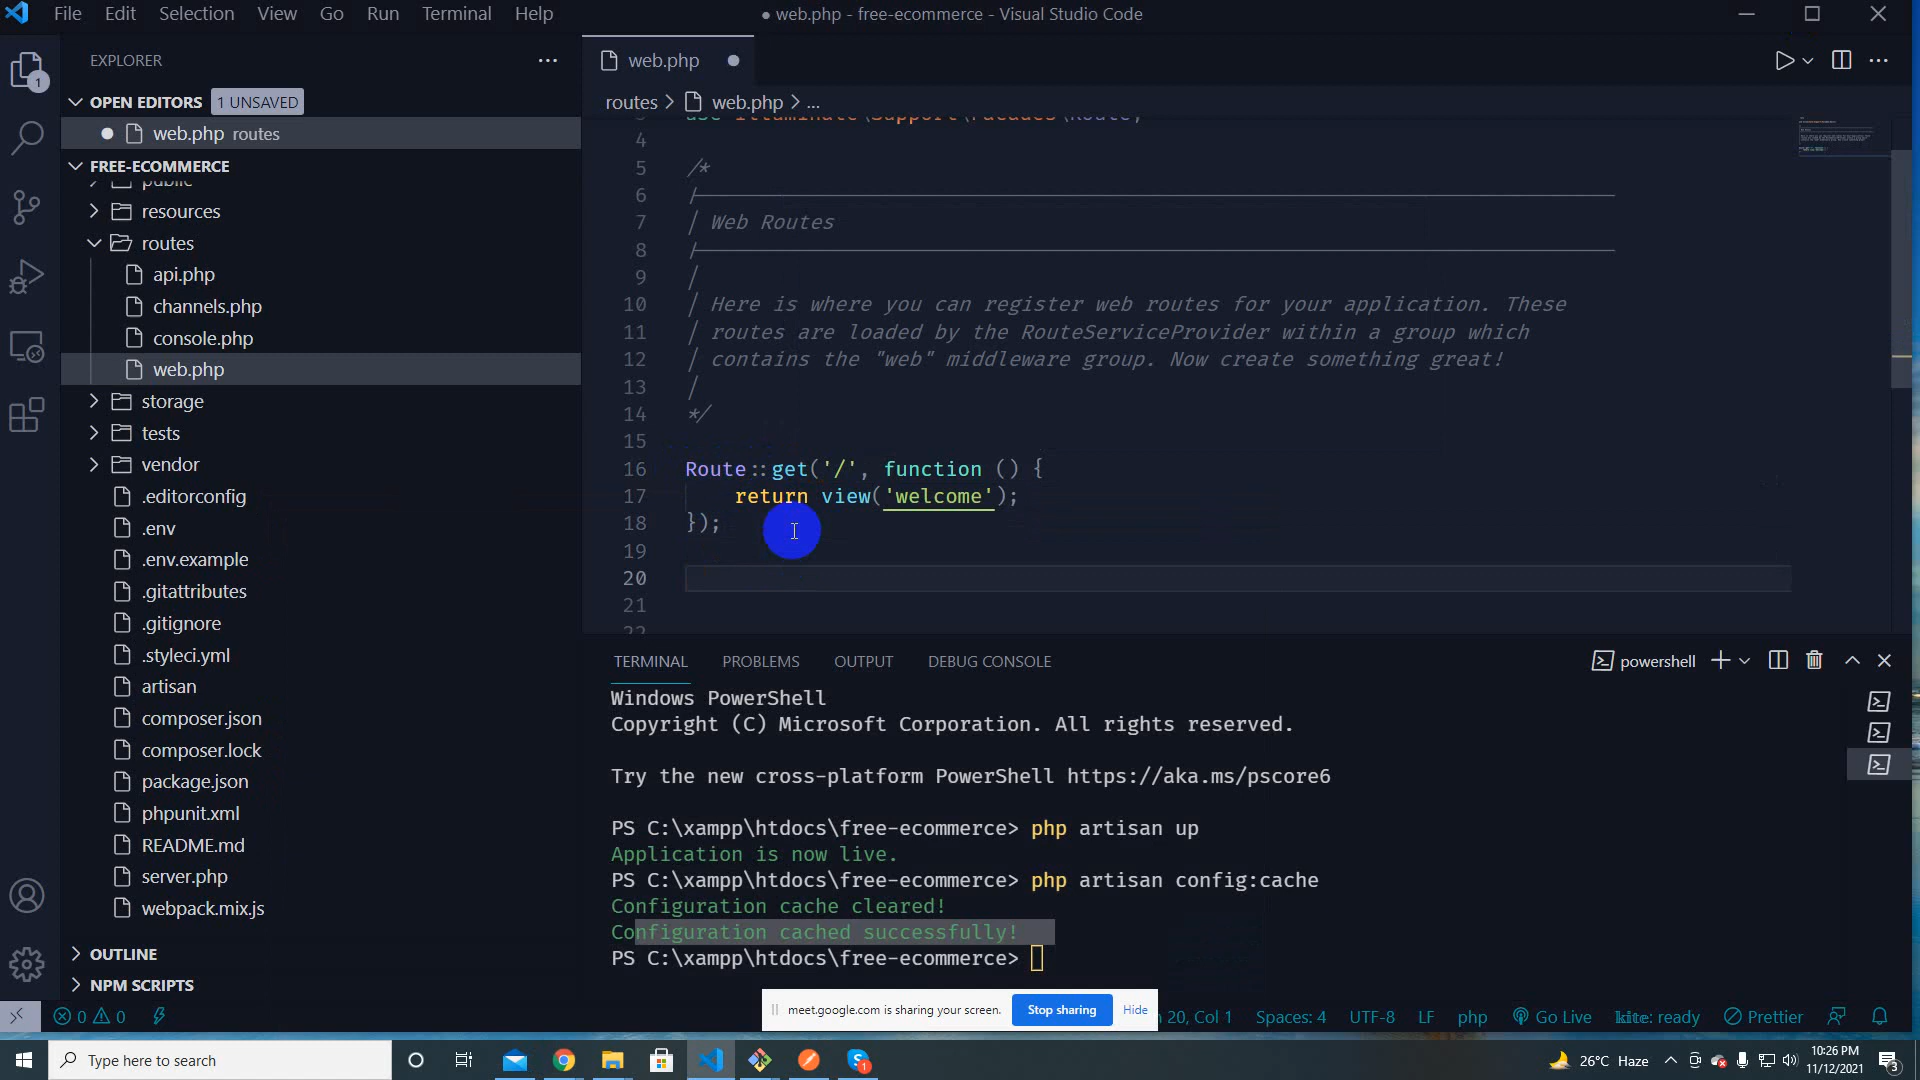 File Edit Selection View Go Run Terminal Help
● web.php - free-ecommerce - Visual Studio Code
EXPLORER
1
OPEN EDITORS 1 UNSAVED
web.php routes
FREE-ECOMMERCE
public
resources
routes
api.php
channels.php
console.php
web.php
storage
tests
vendor
.editorconfig
.env
.env.example
.gitattributes
.gitignore
.styleci.yml
artisan
composer.json
composer.lock
package.json
phpunit.xml
README.md
server.php
webpack.mix.js
OUTLINE
NPM SCRIPTS
web.php
routes > web.php > ...
3 use Illuminate\Support\Facades\Route;
4
5 /*
6 |--------------------------------------------------------------------------
7 | Web Routes
8 |--------------------------------------------------------------------------
9 |
10 | Here is where you can register web routes for your application. These
11 | routes are loaded by the RouteServiceProvider within a group which
12 | contains the "web" middleware group. Now create something great!
13 |
14 */
15
16 Route::get('/', function () {
17 return view('welcome');
18 });
19
20
21
22
TERMINAL PROBLEMS OUTPUT DEBUG CONSOLE
powershell
Windows PowerShell
Copyright (C) Microsoft Corporation. All rights reserved.
Try the new cross-platform PowerShell https://aka.ms/pscore6
PS C:\xampp\htdocs\free-ecommerce> php artisan up
Application is now live.
PS C:\xampp\htdocs\free-ecommerce> php artisan config:cache
Configuration cache cleared!
Configuration cached successfully!
PS C:\xampp\htdocs\free-ecommerce>
meet.google.com is sharing your screen. Stop sharing Hide
0 0
20, Col 1 Spaces: 4 UTF-8 LF php Go Live kite: ready Prettier
Type here to search
1
26°C Haze
10:26 PM
11/12/2021
3